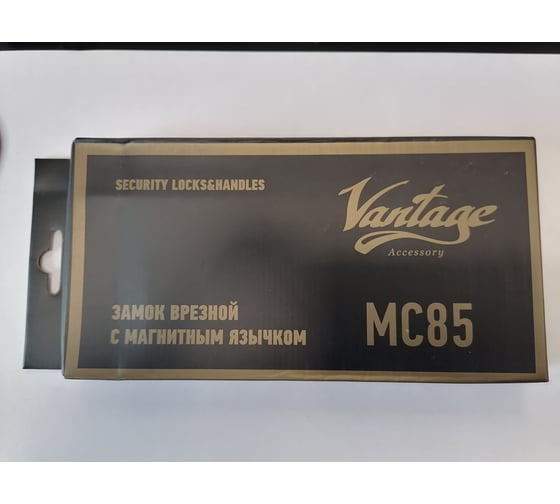 SECURITY LOCKS&HANDLES
Vantage
Accessory
ЗАМОК ВРЕЗНОЙ
С МАГНИТНЫМ ЯЗЫЧКОМ
MC85